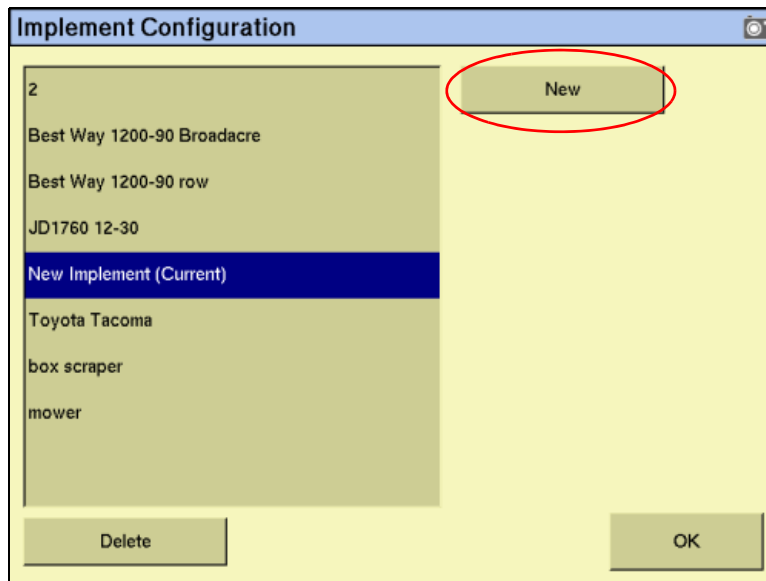 Implement Configuration
2
New
Best Way 1200-90 Broadacre
Best Way 1200-90 row
JD1760 12-30
New Implement (Current)
Toyota Tacoma
box scraper
mower
Delete
OK